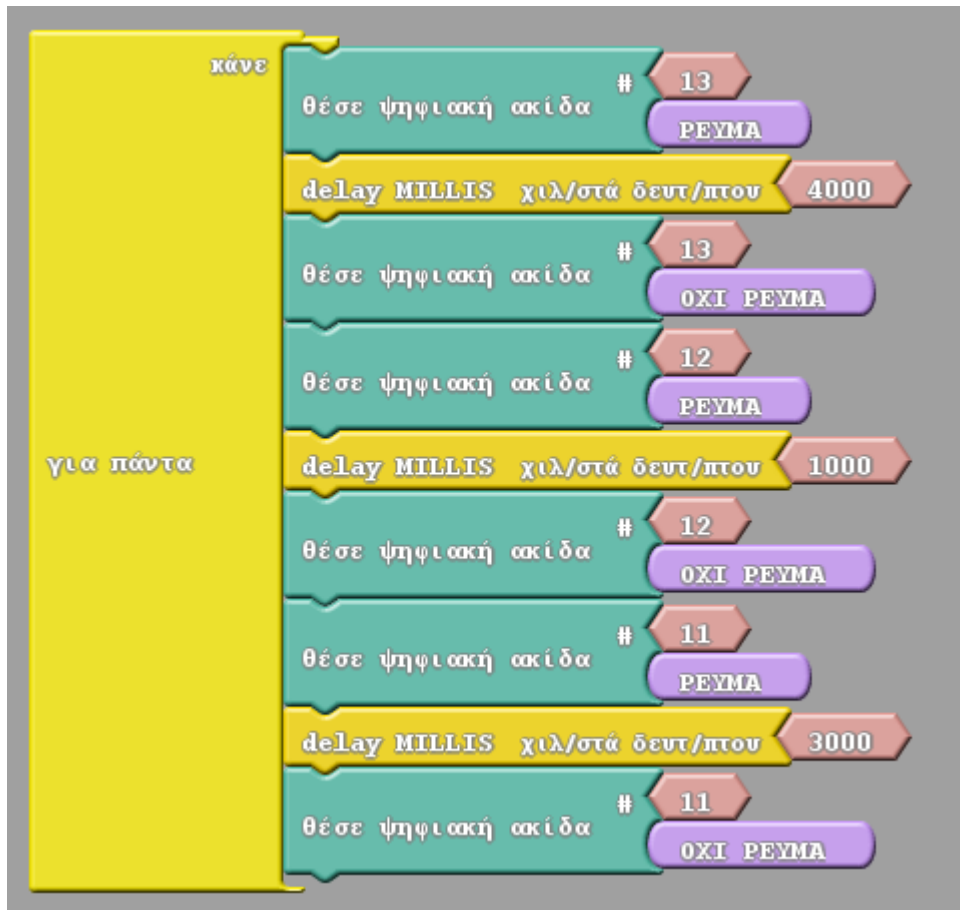 κάνε
# 13
θέσε ψηφιακή ακίδα
ΡΕΥΜΑ
delay MILLIS χιλ/στά δευτ/πτου 4000
# 13
θέσε ψηφιακή ακίδα
ΟΧΙ ΡΕΥΜΑ
# 12
θέσε ψηφιακή ακίδα
ΡΕΥΜΑ
για πάντα
delay MILLIS χιλ/στά δευτ/πτου 1000
# 12
θέσε ψηφιακή ακίδα
ΟΧΙ ΡΕΥΜΑ
# 11
θέσε ψηφιακή ακίδα
ΡΕΥΜΑ
delay MILLIS χιλ/στά δευτ/πτου 3000
# 11
θέσε ψηφιακή ακίδα
ΟΧΙ ΡΕΥΜΑ